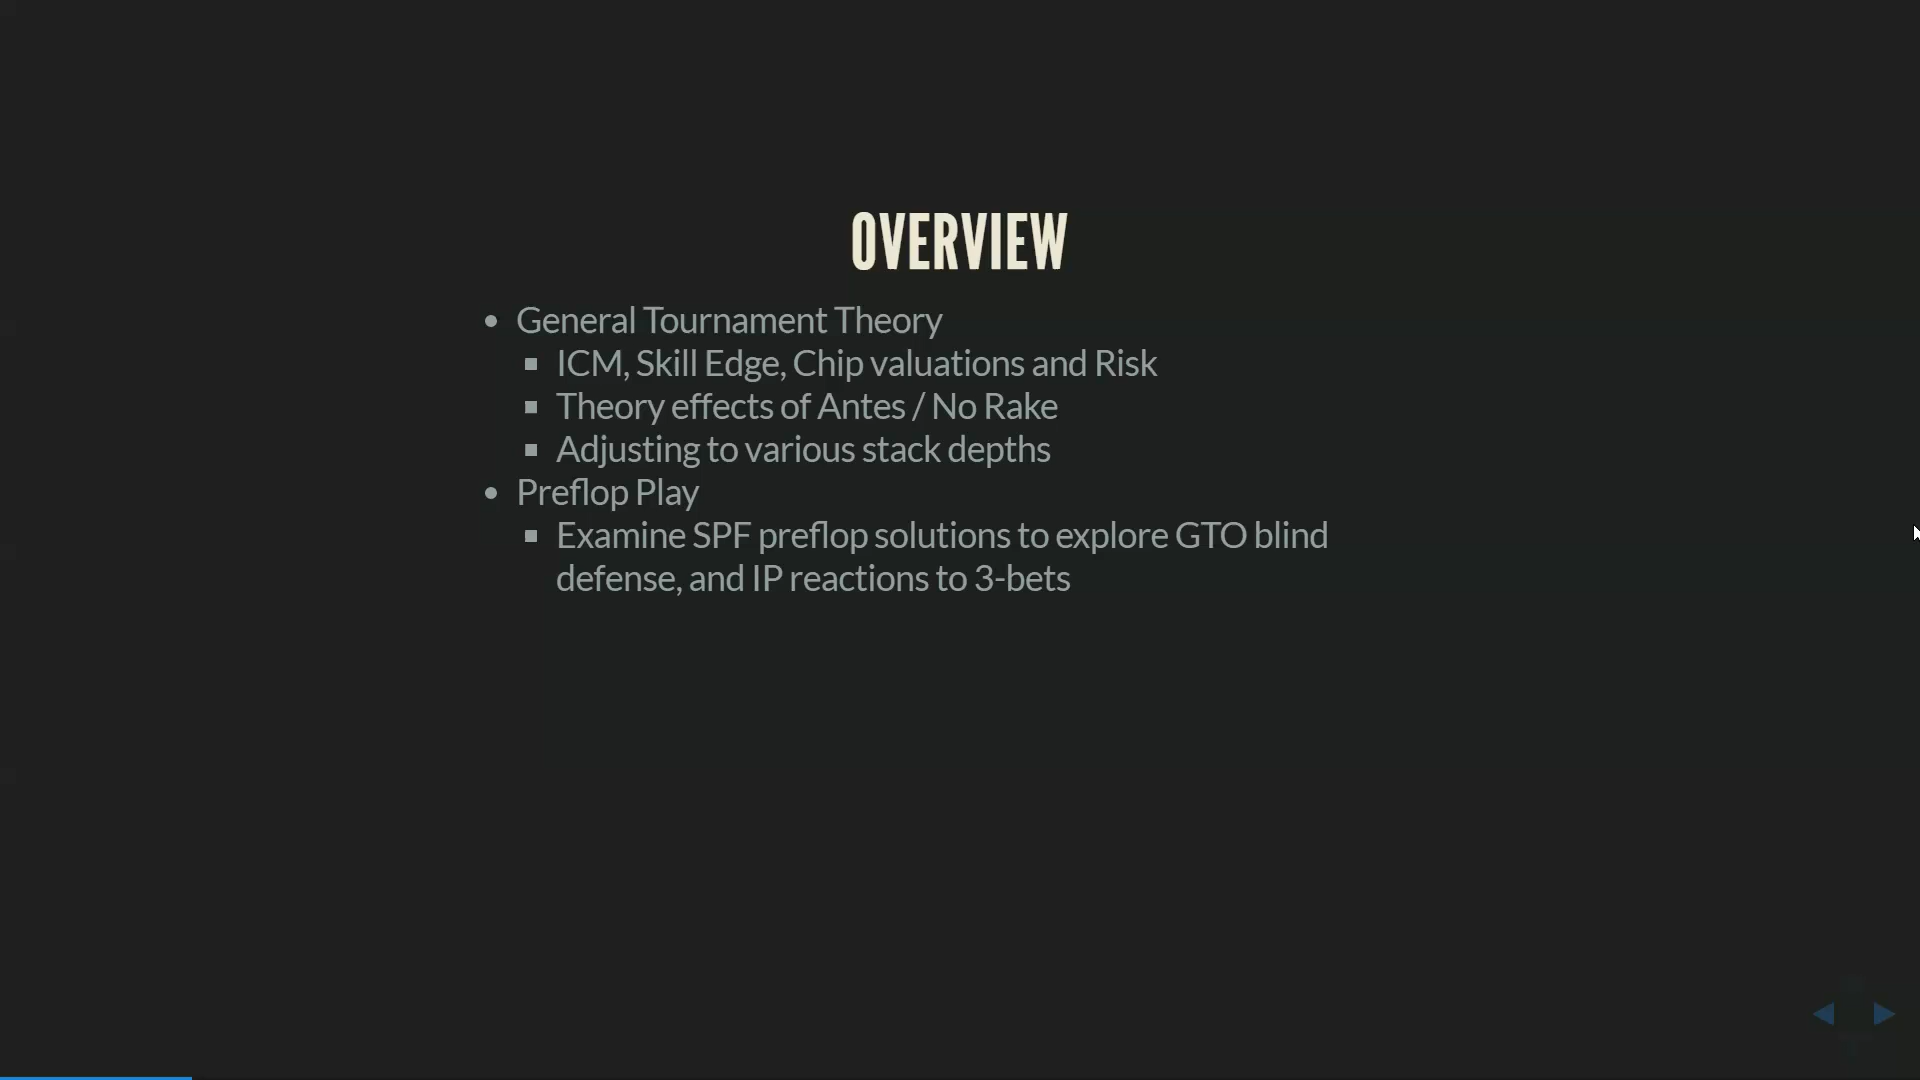 OVERVIEW
General Tournament Theory
ICM, Skill Edge, Chip valuations and Risk
Theory effects of Antes / No Rake
Adjusting to various stack depths
Preflop Play
Examine SPF preflop solutions to explore GTO blind
defense, and IP reactions to 3-bets